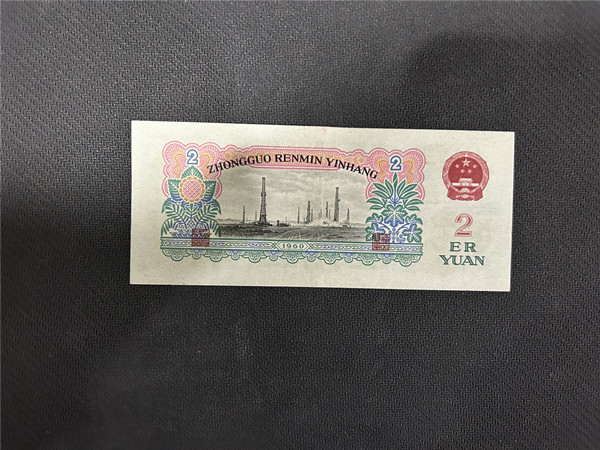 ZHONGGUO RENMIN YINHANG
2
2
2
ER
YUAN
1960